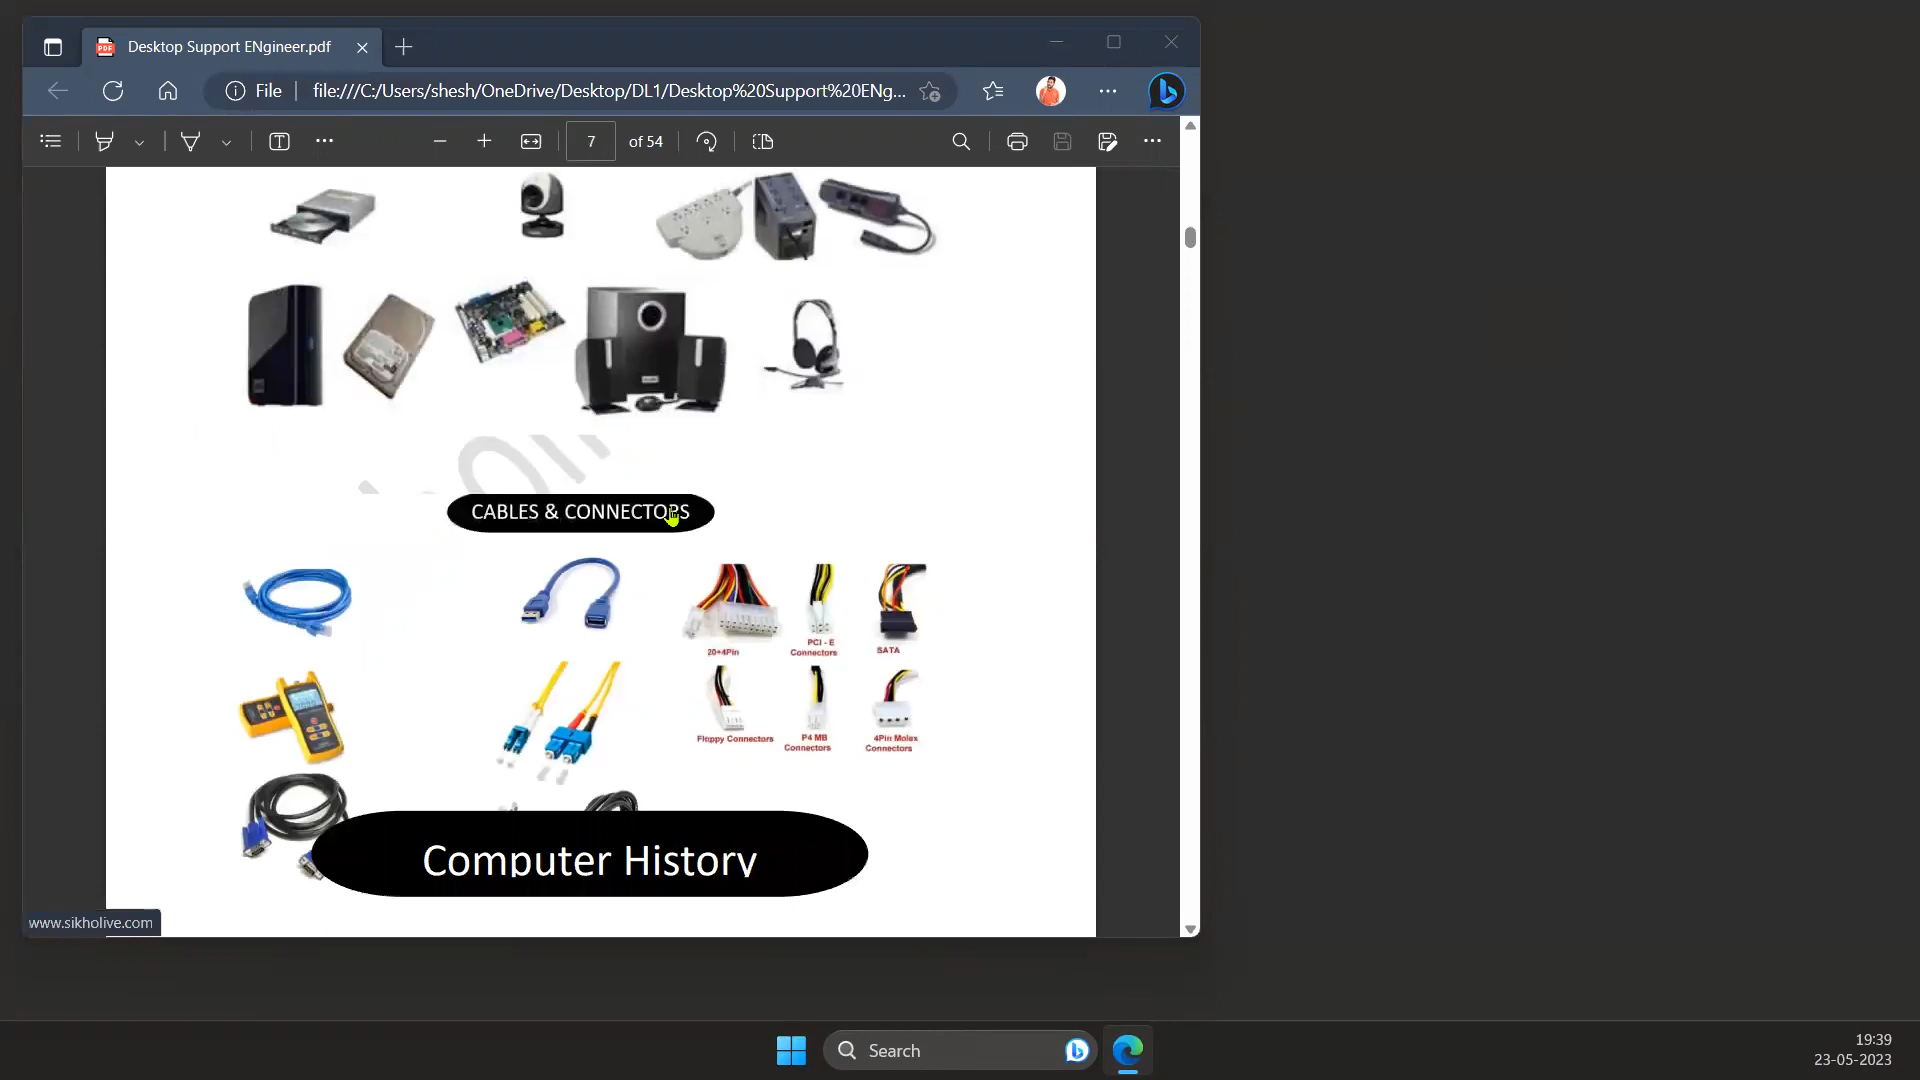 Desktop Support ENgineer.pdf
File
file:///C:/Users/shesh/OneDrive/Desktop/DL1/Desktop%20Support%20ENg...
7 of 54
CABLES & CONNECTORS
20+4Pin
PCI - E
Connectors
SATA
Floppy Connectors
P4 MB
Connectors
4Pin Molex
Connectors
Computer History
www.sikholive.com
Search
19:39
23-05-2023